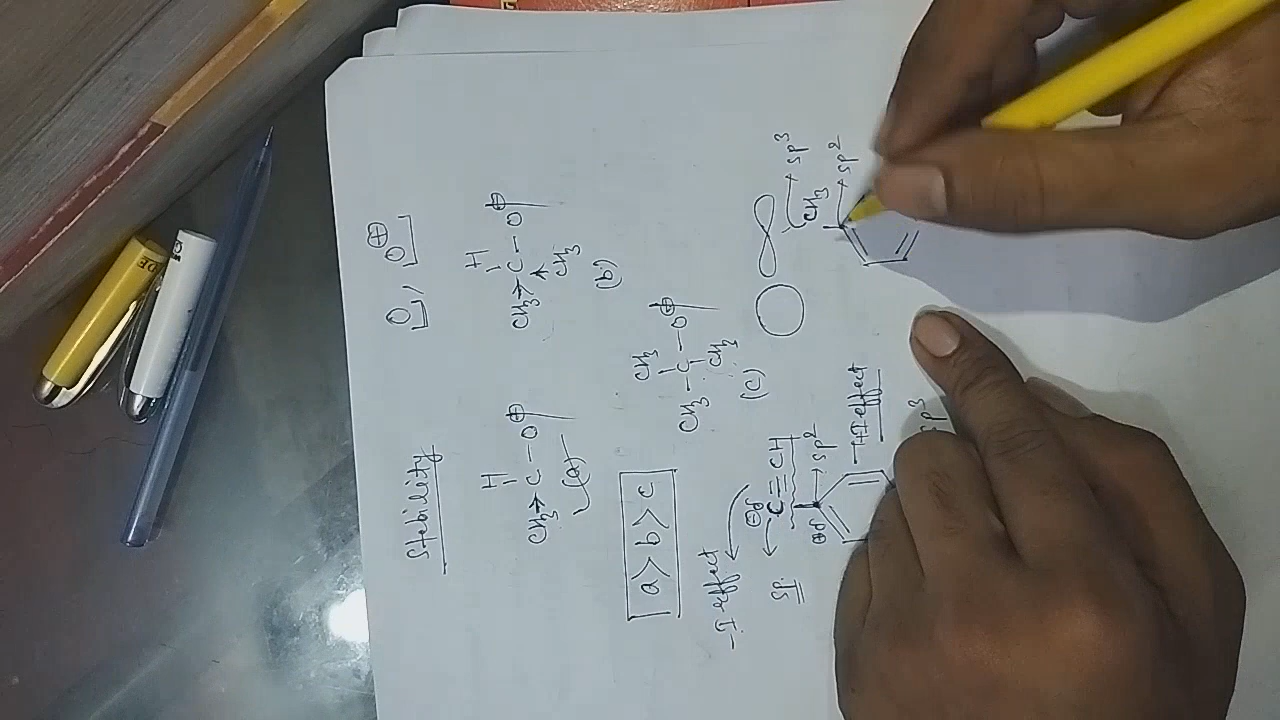 Stability
O , O⊕
H
CH3 → C – O⊕
(a)
H
CH3 → C – O⊕
CH3
(b)
CH3
CH3 – C – O⊕
CH3
(c)
a > b < c
-I effect
sp
δ⊖
C ≡ CH
sp2
δ⊕
+I effect
sp3
sp3
CH3
sp2